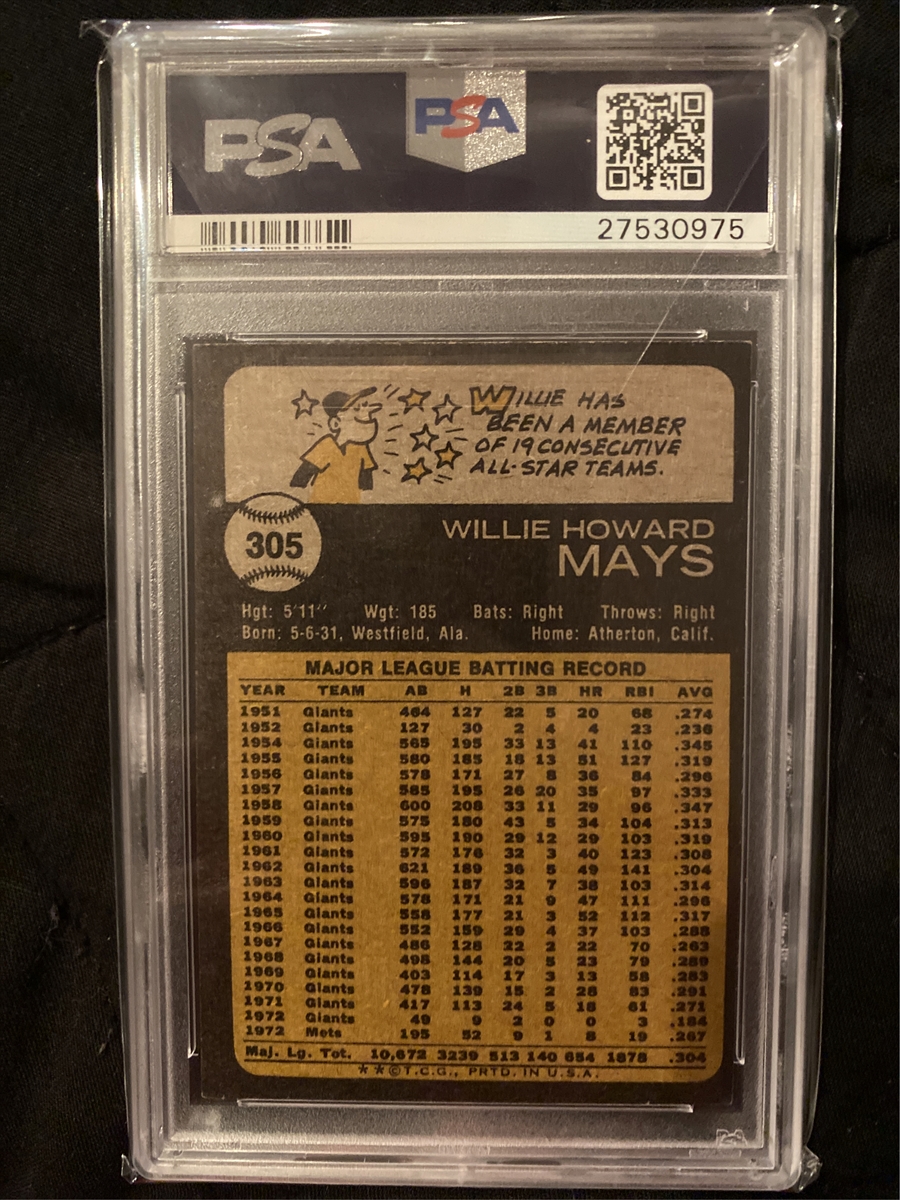 PSA
PSA
27530975
WILLIE HAS
BEEN A MEMBER
OF 19 CONSECUTIVE
ALL-STAR TEAMS.
305
WILLIE HOWARD
MAYS
Hgt: 5'11" Wgt: 185 Bats: Right Throws: Right
Born: 5-6-31, Westfield, Ala. Home: Atherton, Calif.
MAJOR LEAGUE BATTING RECORD
YEAR TEAM AB H 2B 3B HR RBI AVG
1951 Giants 464 127 22 5 20 68 .274
1952 Giants 127 30 2 4 4 23 .236
1954 Giants 565 195 33 13 41 110 .345
1955 Giants 580 185 18 13 51 127 .319
1956 Giants 578 171 27 8 36 84 .296
1957 Giants 585 195 26 20 35 97 .333
1958 Giants 600 208 33 11 29 96 .347
1959 Giants 575 180 43 5 34 104 .313
1960 Giants 595 190 29 12 29 103 .319
1961 Giants 572 176 32 3 40 123 .308
1962 Giants 621 189 36 5 49 141 .304
1963 Giants 596 187 32 7 38 103 .314
1964 Giants 578 171 21 9 47 111 .296
1965 Giants 558 177 21 3 52 112 .317
1966 Giants 552 159 29 4 37 103 .288
1967 Giants 486 128 22 2 22 70 .263
1968 Giants 498 144 20 5 23 79 .289
1969 Giants 403 114 17 3 13 58 .283
1970 Giants 478 139 15 2 28 83 .291
1971 Giants 417 113 24 5 18 61 .271
1972 Giants 49 9 2 0 0 3 .184
1972 Mets 195 52 9 1 8 19 .267
Maj. Lg. Tot. 10,672 3239 513 140 654 1878 .304
**©T.C.G., PRTD. IN U.S.A.
PSA